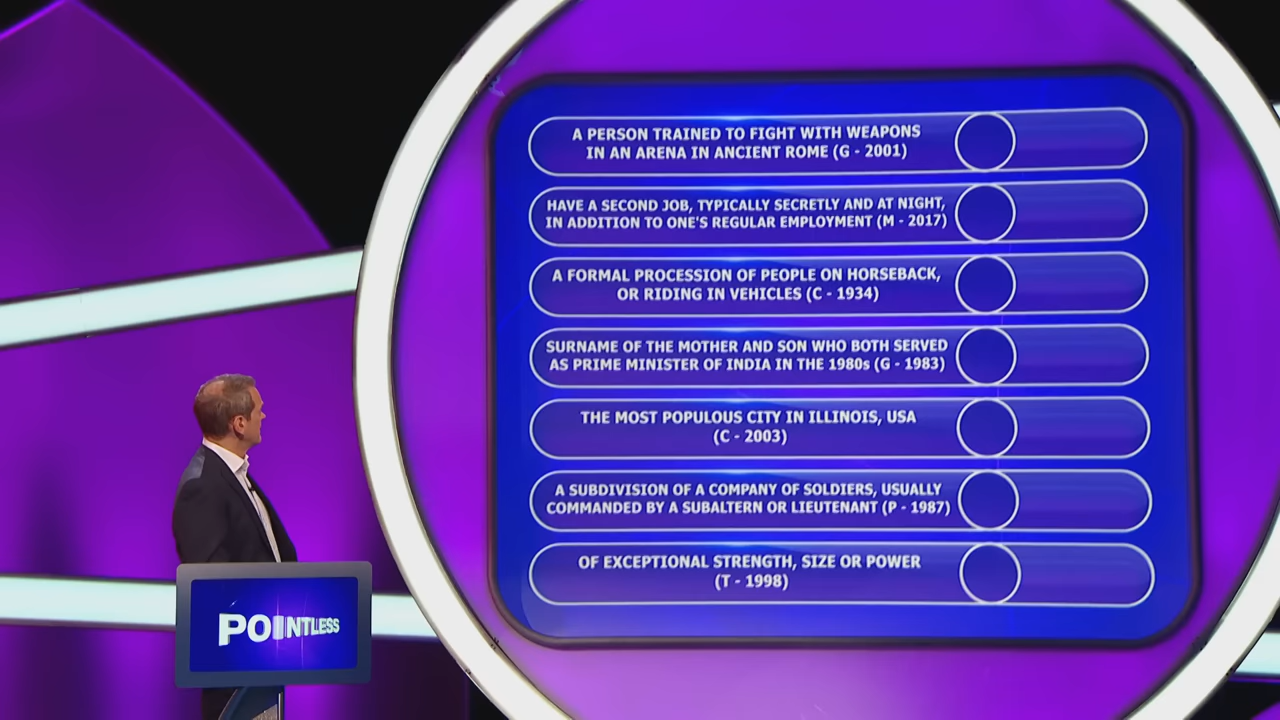 A PERSON TRAINED TO FIGHT WITH WEAPONS
IN AN ARENA IN ANCIENT ROME (G - 2001)
HAVE A SECOND JOB, TYPICALLY SECRETLY AND AT NIGHT,
IN ADDITION TO ONE'S REGULAR EMPLOYMENT (M - 2017)
A FORMAL PROCESSION OF PEOPLE ON HORSEBACK,
OR RIDING IN VEHICLES (C - 1934)
SURNAME OF THE MOTHER AND SON WHO BOTH SERVED
AS PRIME MINISTER OF INDIA IN THE 1980s (G - 1983)
THE MOST POPULOUS CITY IN ILLINOIS, USA
(C - 2003)
A SUBDIVISION OF A COMPANY OF SOLDIERS, USUALLY
COMMANDED BY A SUBALTERN OR LIEUTENANT (P - 1987)
OF EXCEPTIONAL STRENGTH, SIZE OR POWER
(T - 1998)
POINTLESS